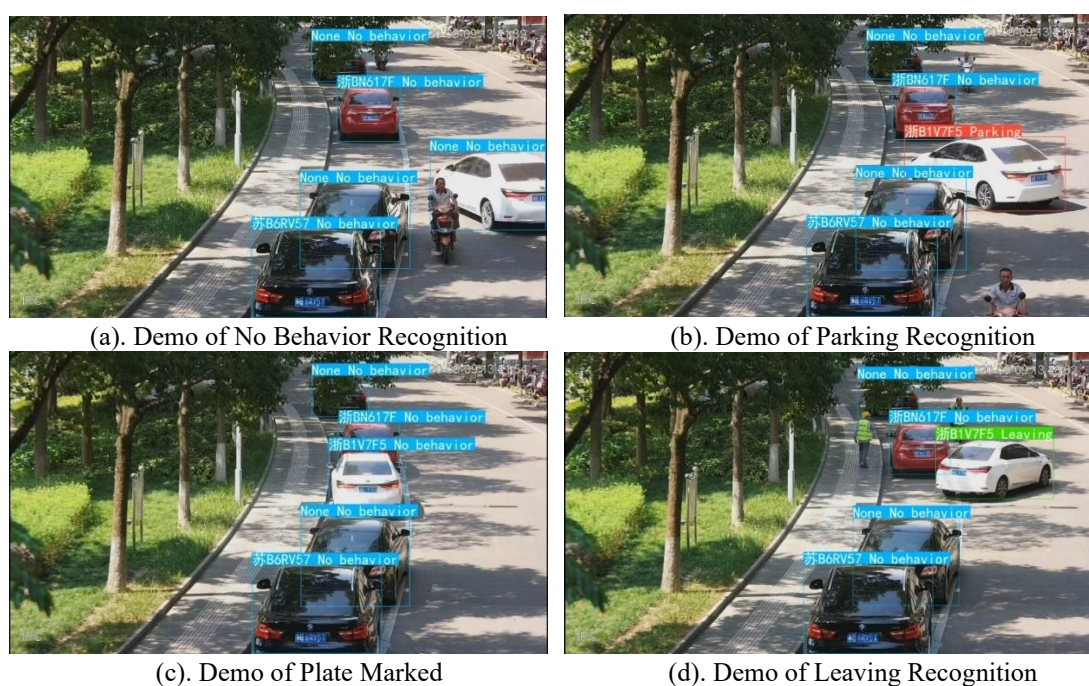 None No behavior
浙BN617F No behavior
None No behavior
None No behavior
苏B6RV57 No behavior
(a). Demo of No Behavior Recognition
None No behavior
浙BN617F No behavior
浙B1V7F5 Parking
None No behavior
苏B6RV57 No behavior
(b). Demo of Parking Recognition
None No behavior
浙BN617F No behavior
浙B1V7F5 No behavior
None No behavior
苏B6RV57 No behavior
(c). Demo of Plate Marked
None No behavior
浙BN617F No behavior
浙B1V7F5 Leaving
None No behavior
苏B6RV57 No behavior
(d). Demo of Leaving Recognition